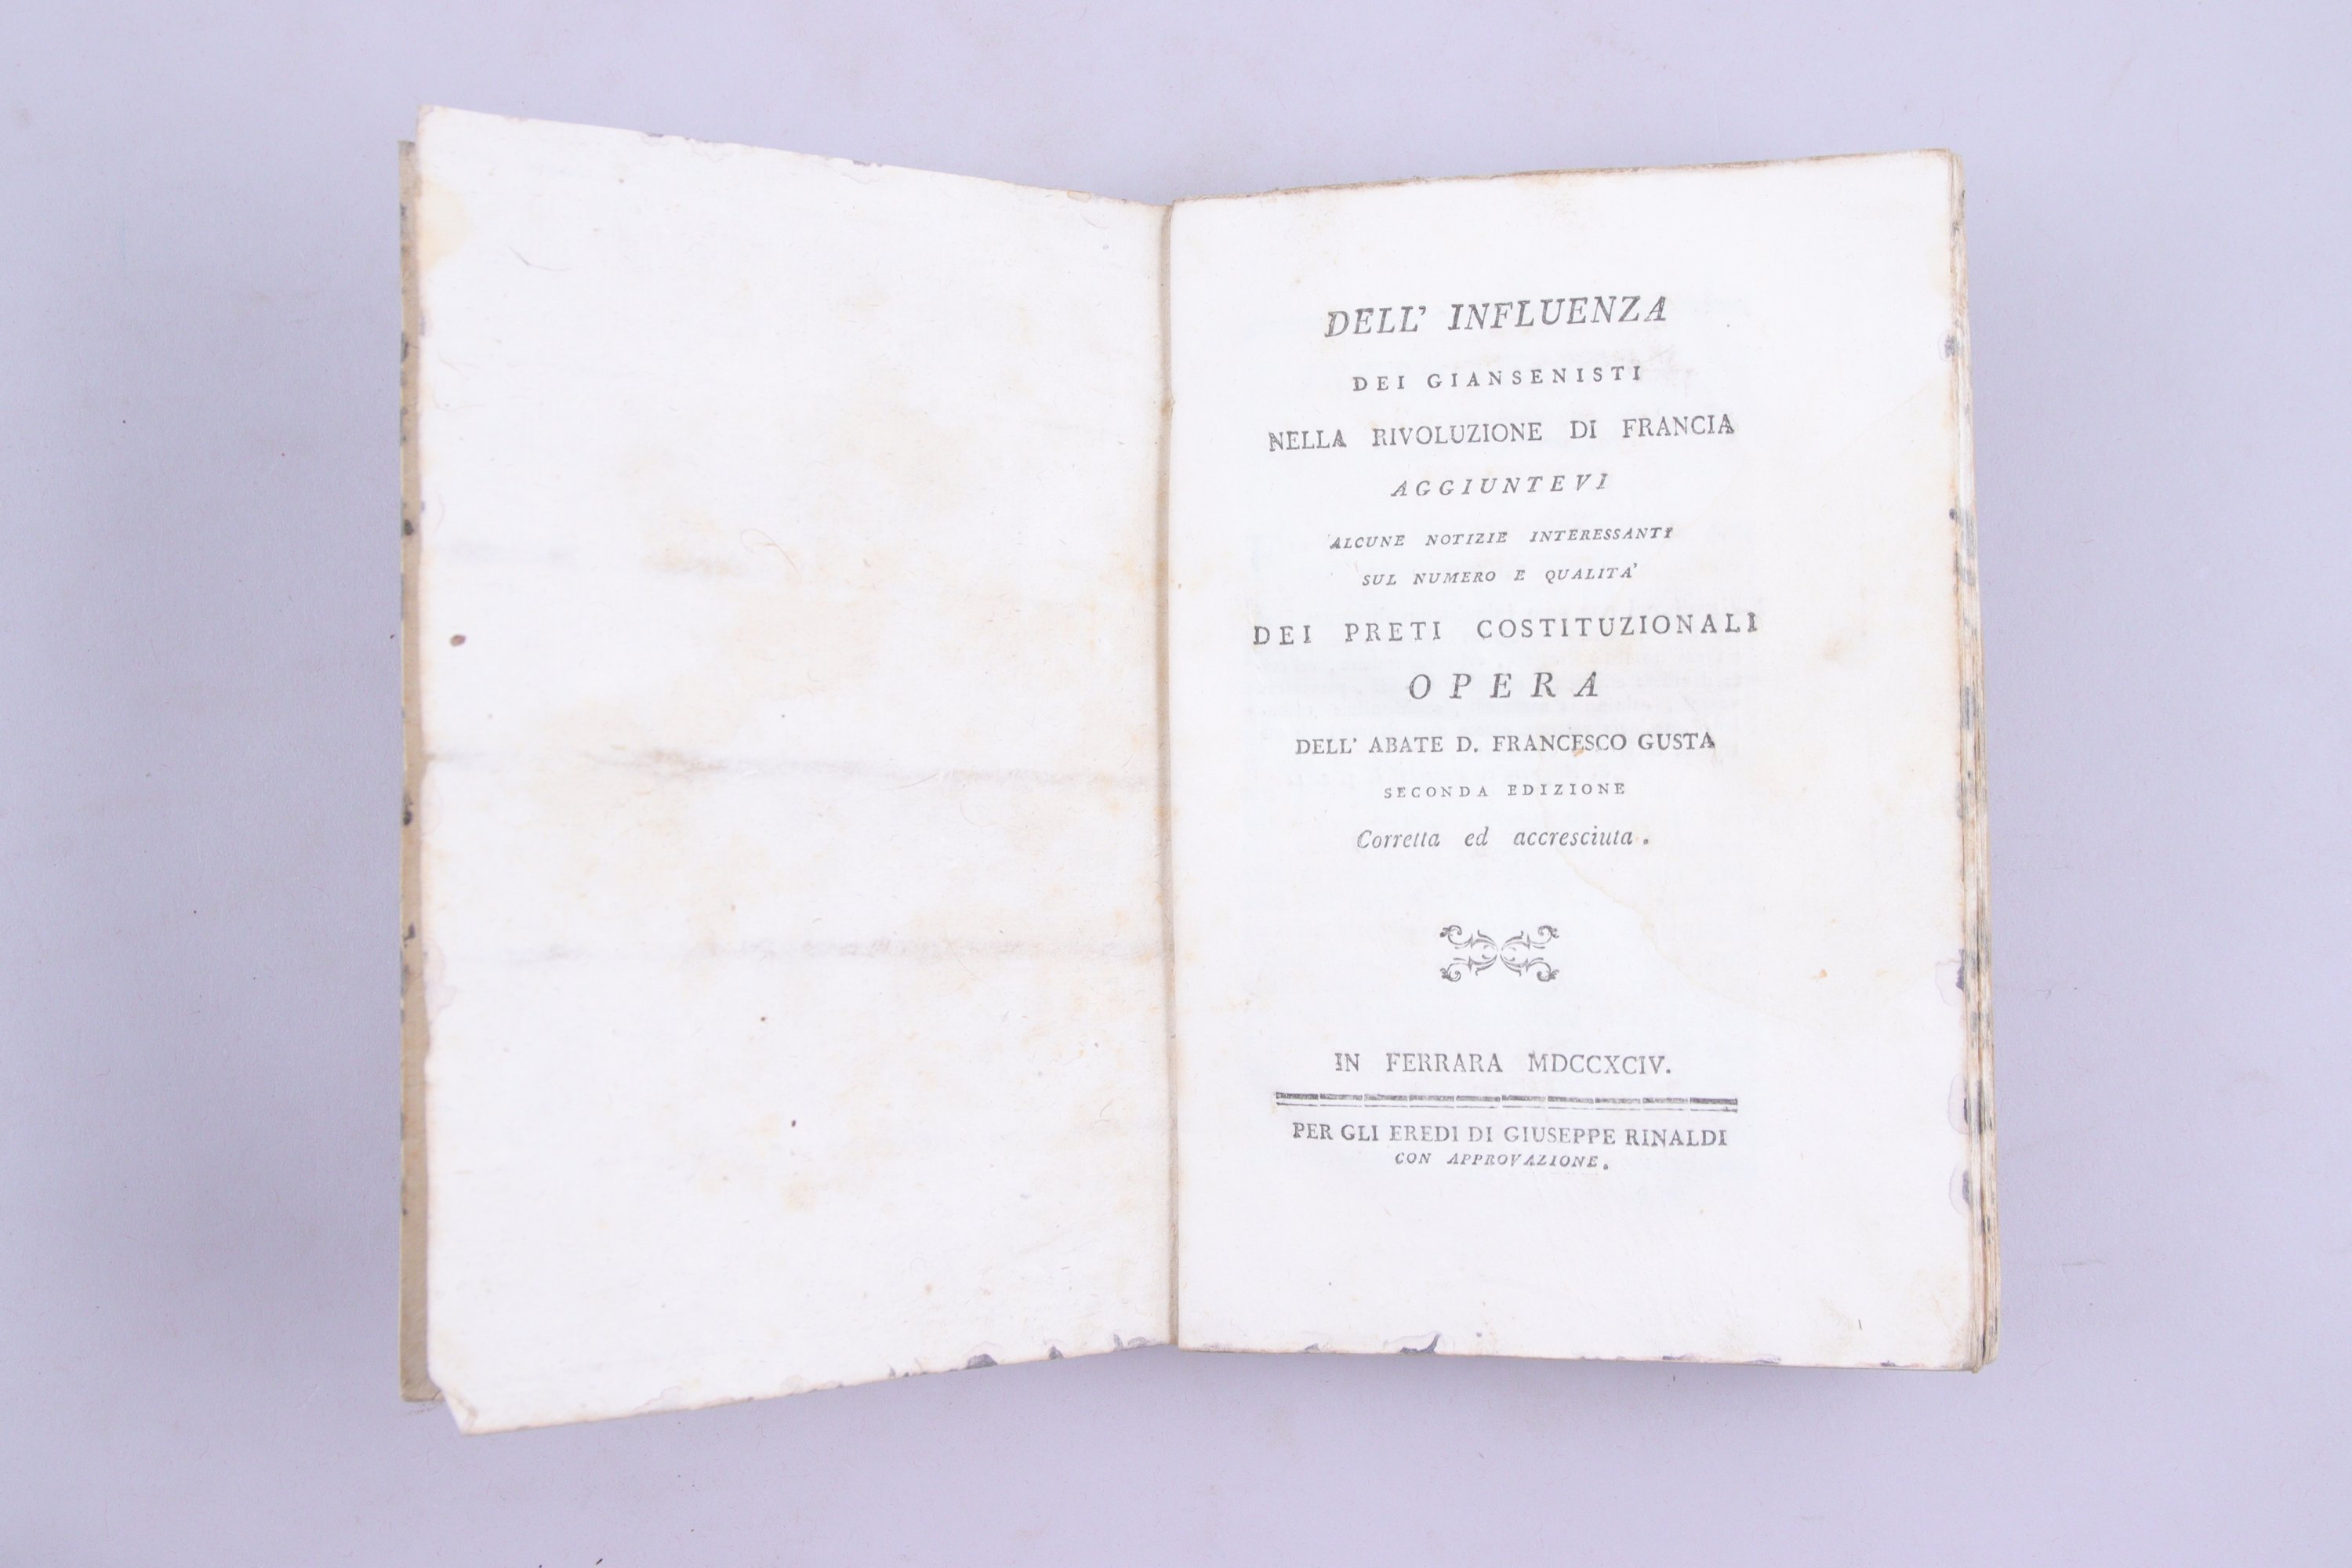 DELL' INFLUENZA
DEI GIANSENISTI
NELLA RIVOLUZIONE DI FRANCIA
AGGIUNTEVI
ALCUNE NOTIZIE INTERESSANTI
SUL NUMERO E QUALITA'
DEI PRETI COSTITUZIONALI
OPERA
DELL' ABATE D. FRANCESCO GUSTA
SECONDA EDIZIONE
Corretta ed accresciuta.
IN FERRARA MDCCXCIV.
PER GLI EREDI DI GIUSEPPE RINALDI
CON APPROVAZIONE.